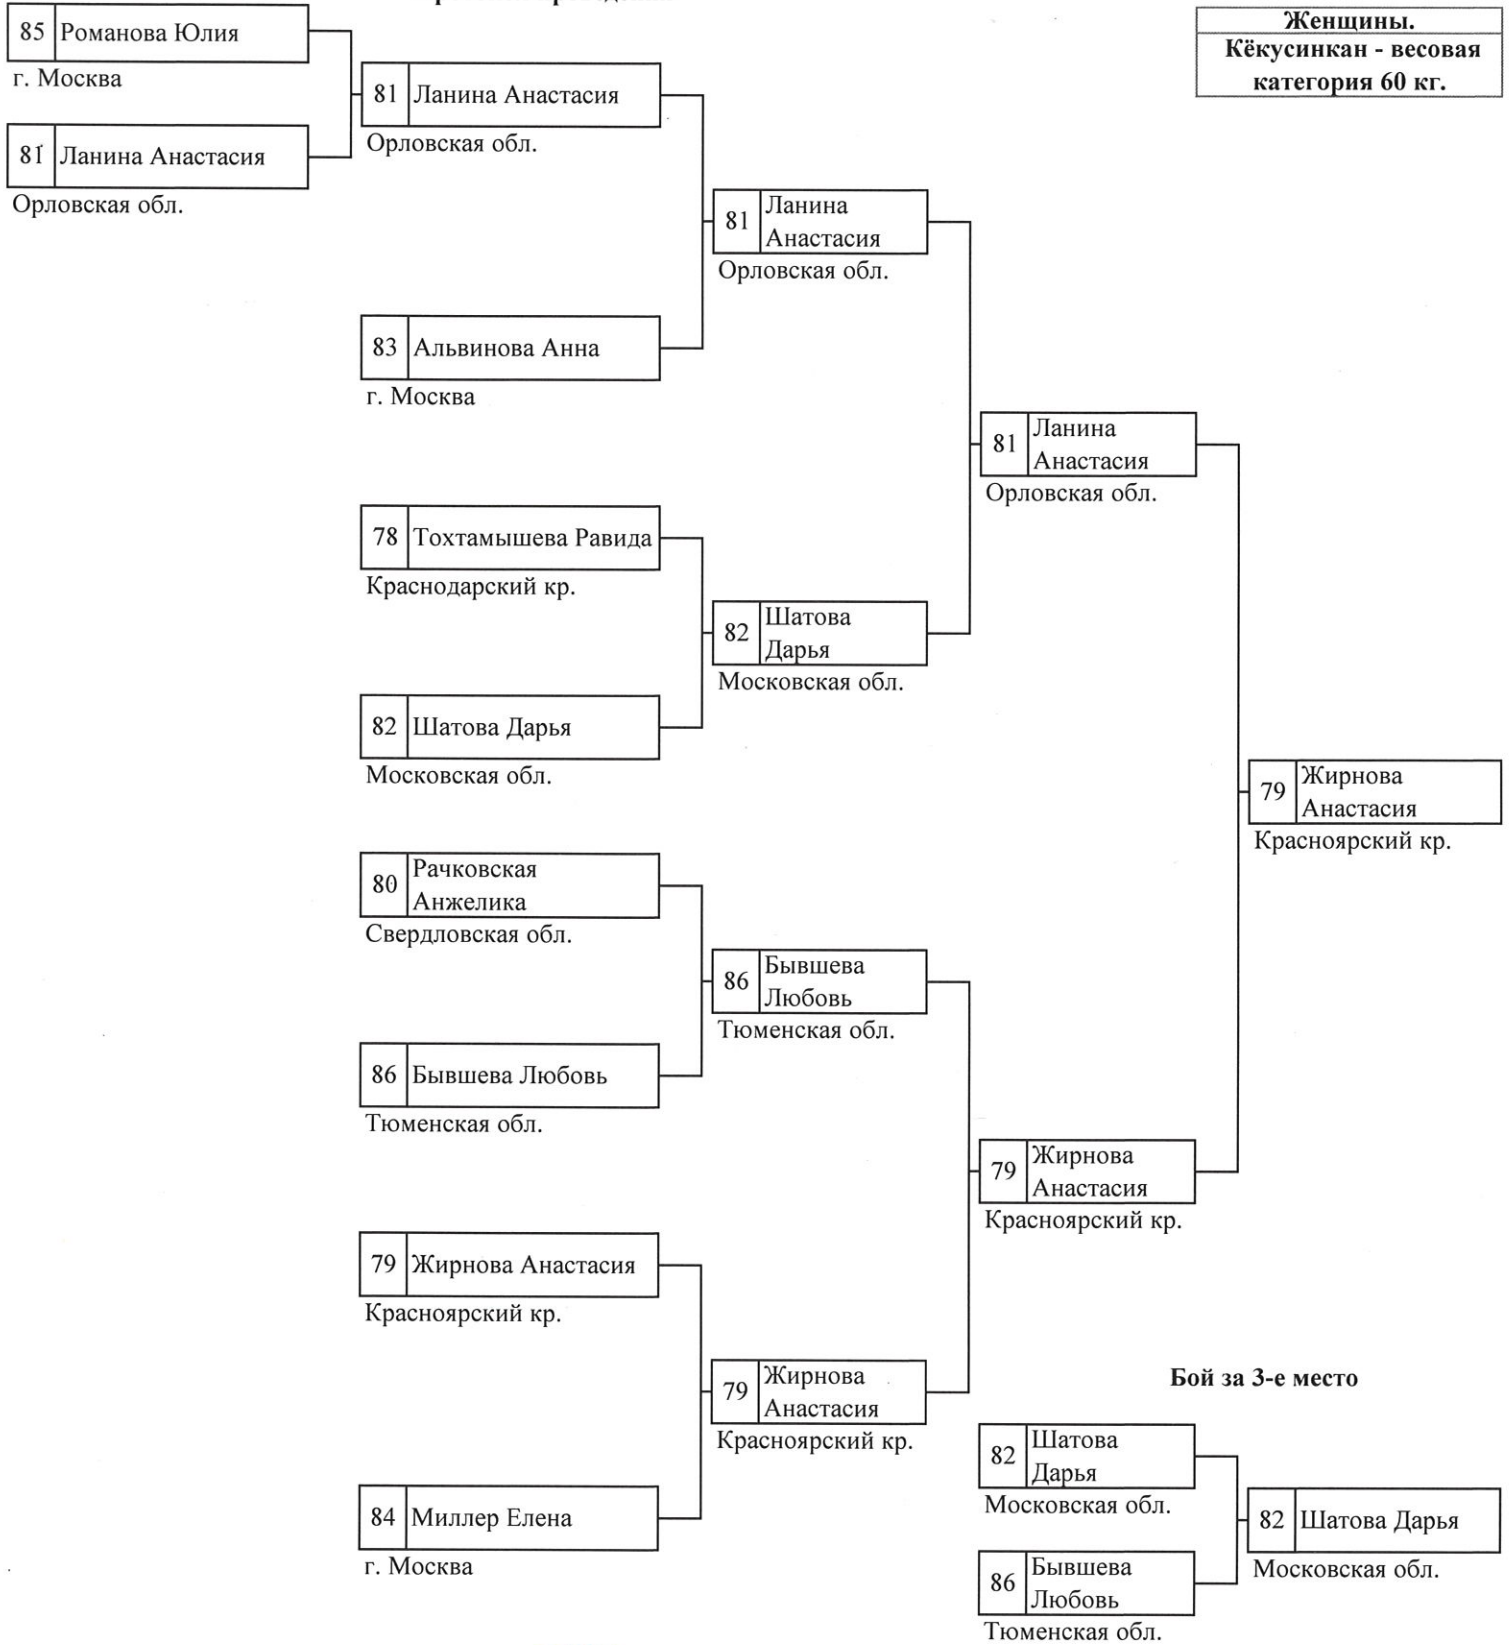 Женщины.
Кёкусинкан - весовая
категория 60 кг.
85 Романова Юлия
г. Москва
81 Ланина Анастасия
Орловская обл.
81 Ланина Анастасия
Орловская обл.
83 Альвинова Анна
г. Москва
78 Тохтамышева Равида
Краснодарский кр.
82 Шатова Дарья
Московская обл.
80 Рачковская
Анжелика
Свердловская обл.
86 Бывшева Любовь
Тюменская обл.
79 Жирнова Анастасия
Красноярский кр.
84 Миллер Елена
г. Москва
81 Ланина
Анастасия
Орловская обл.
82 Шатова
Дарья
Московская обл.
86 Бывшева
Любовь
Тюменская обл.
79 Жирнова
Анастасия
Красноярский кр.
81 Ланина
Анастасия
Орловская обл.
79 Жирнова
Анастасия
Красноярский кр.
79 Жирнова
Анастасия
Красноярский кр.
Бой за 3-е место
82 Шатова
Дарья
Московская обл.
86 Бывшева
Любовь
Тюменская обл.
82 Шатова Дарья
Московская обл.